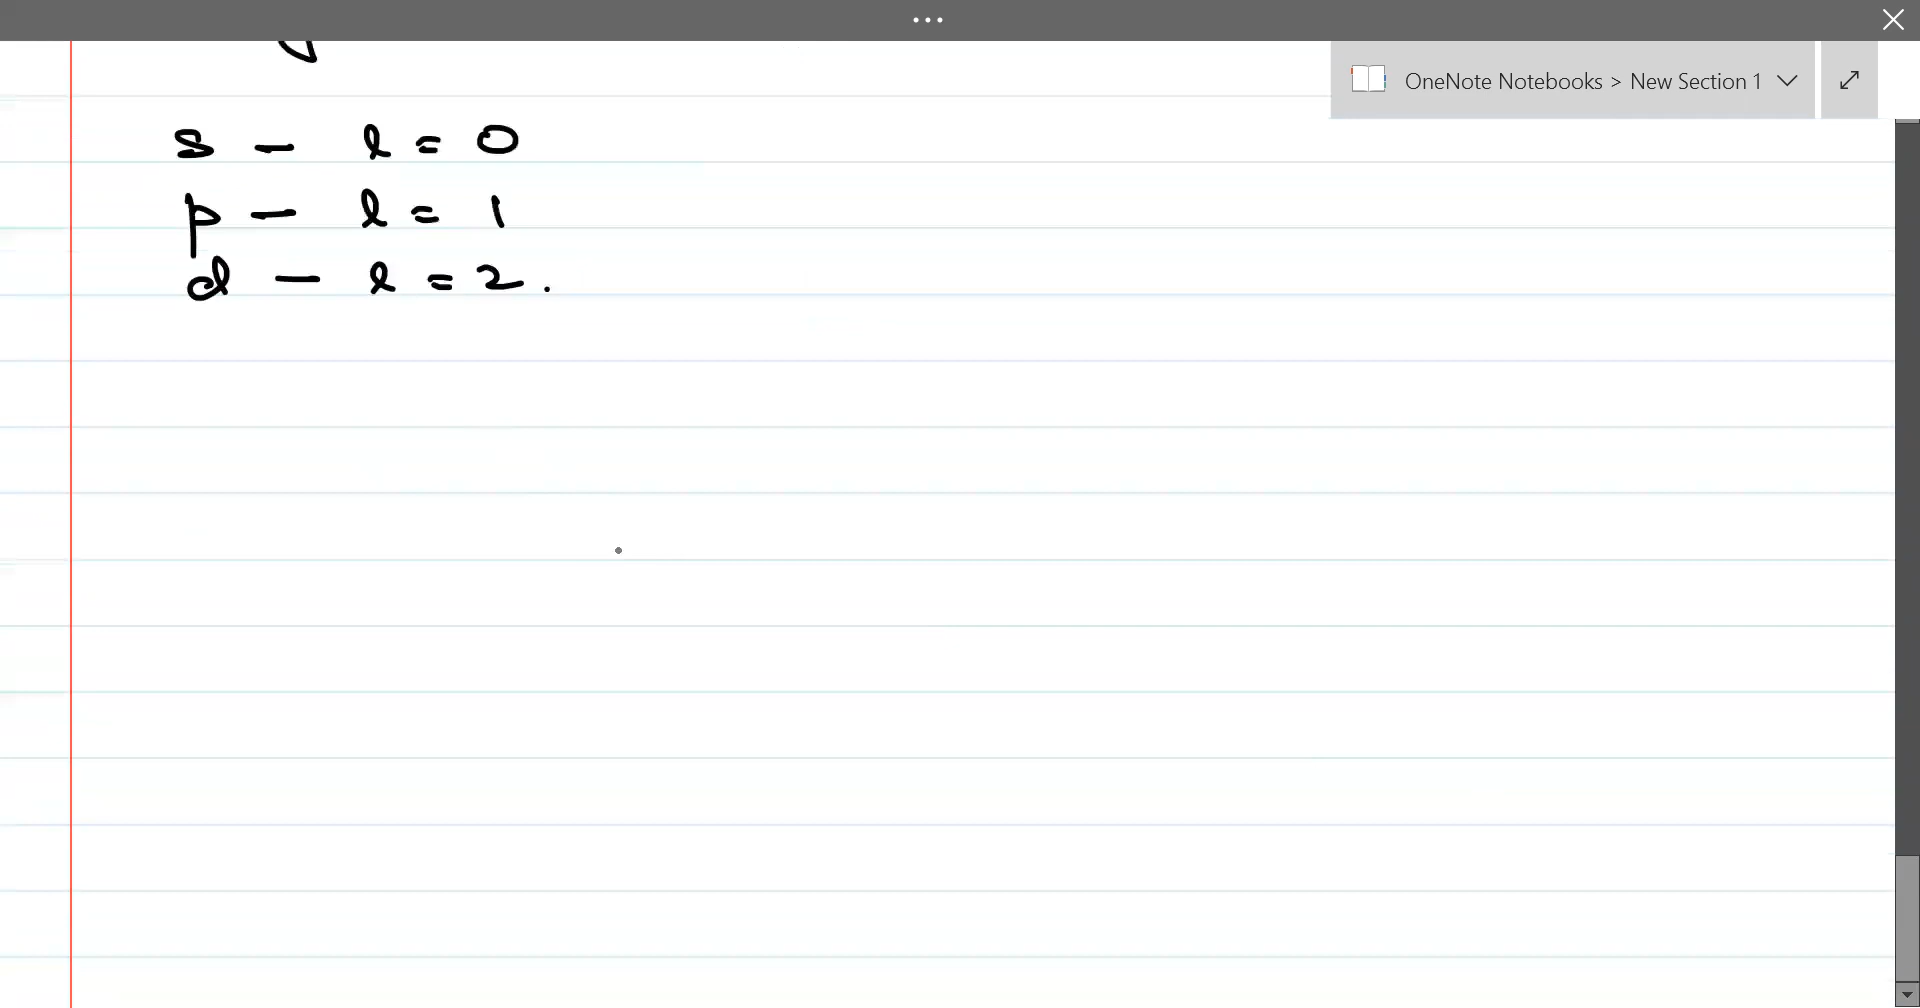 OneNote Notebooks > New Section 1
s - l = 0
p - l = 1
d - l = 2.